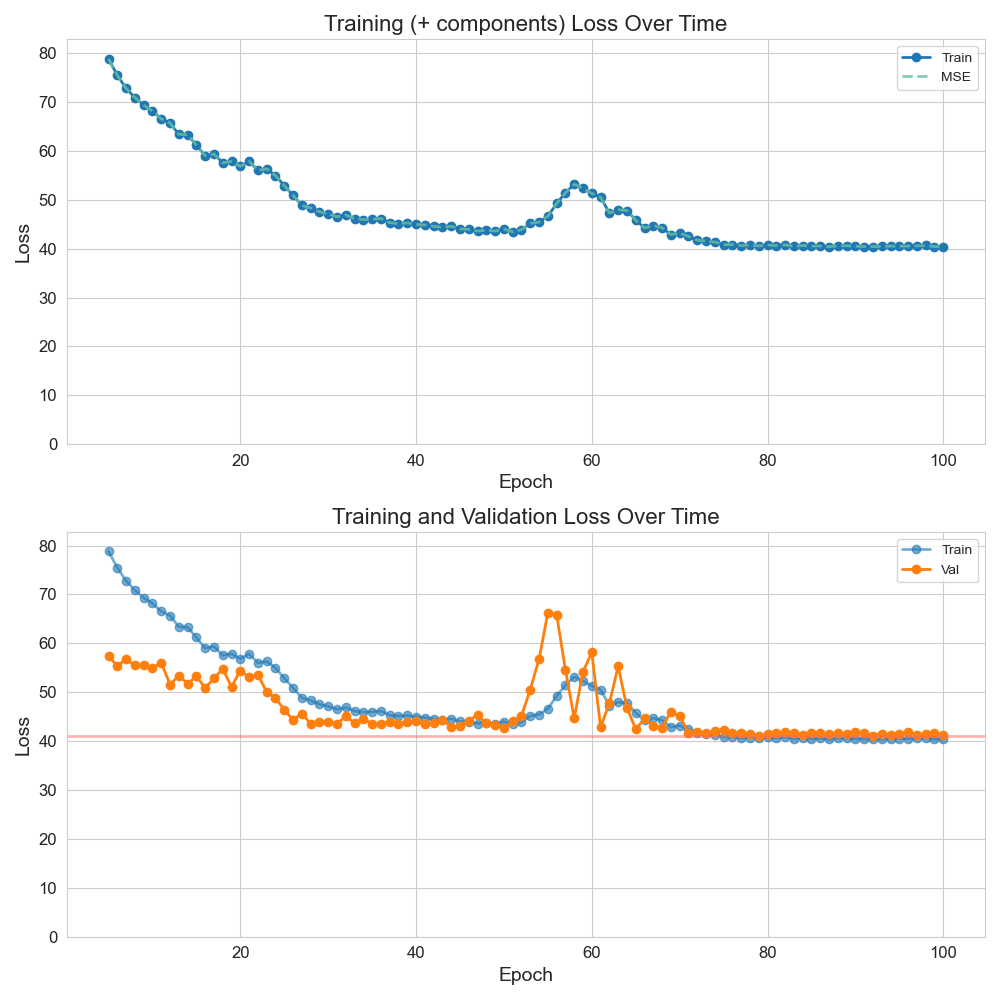 Training (+ components) Loss Over Time
80
70
60
50
40
30
20
10
0
Loss
Train
MSE
20 40 60 80 100
Epoch
Training and Validation Loss Over Time
80
70
60
50
40
30
20
10
0
Loss
Train
Val
20 40 60 80 100
Epoch